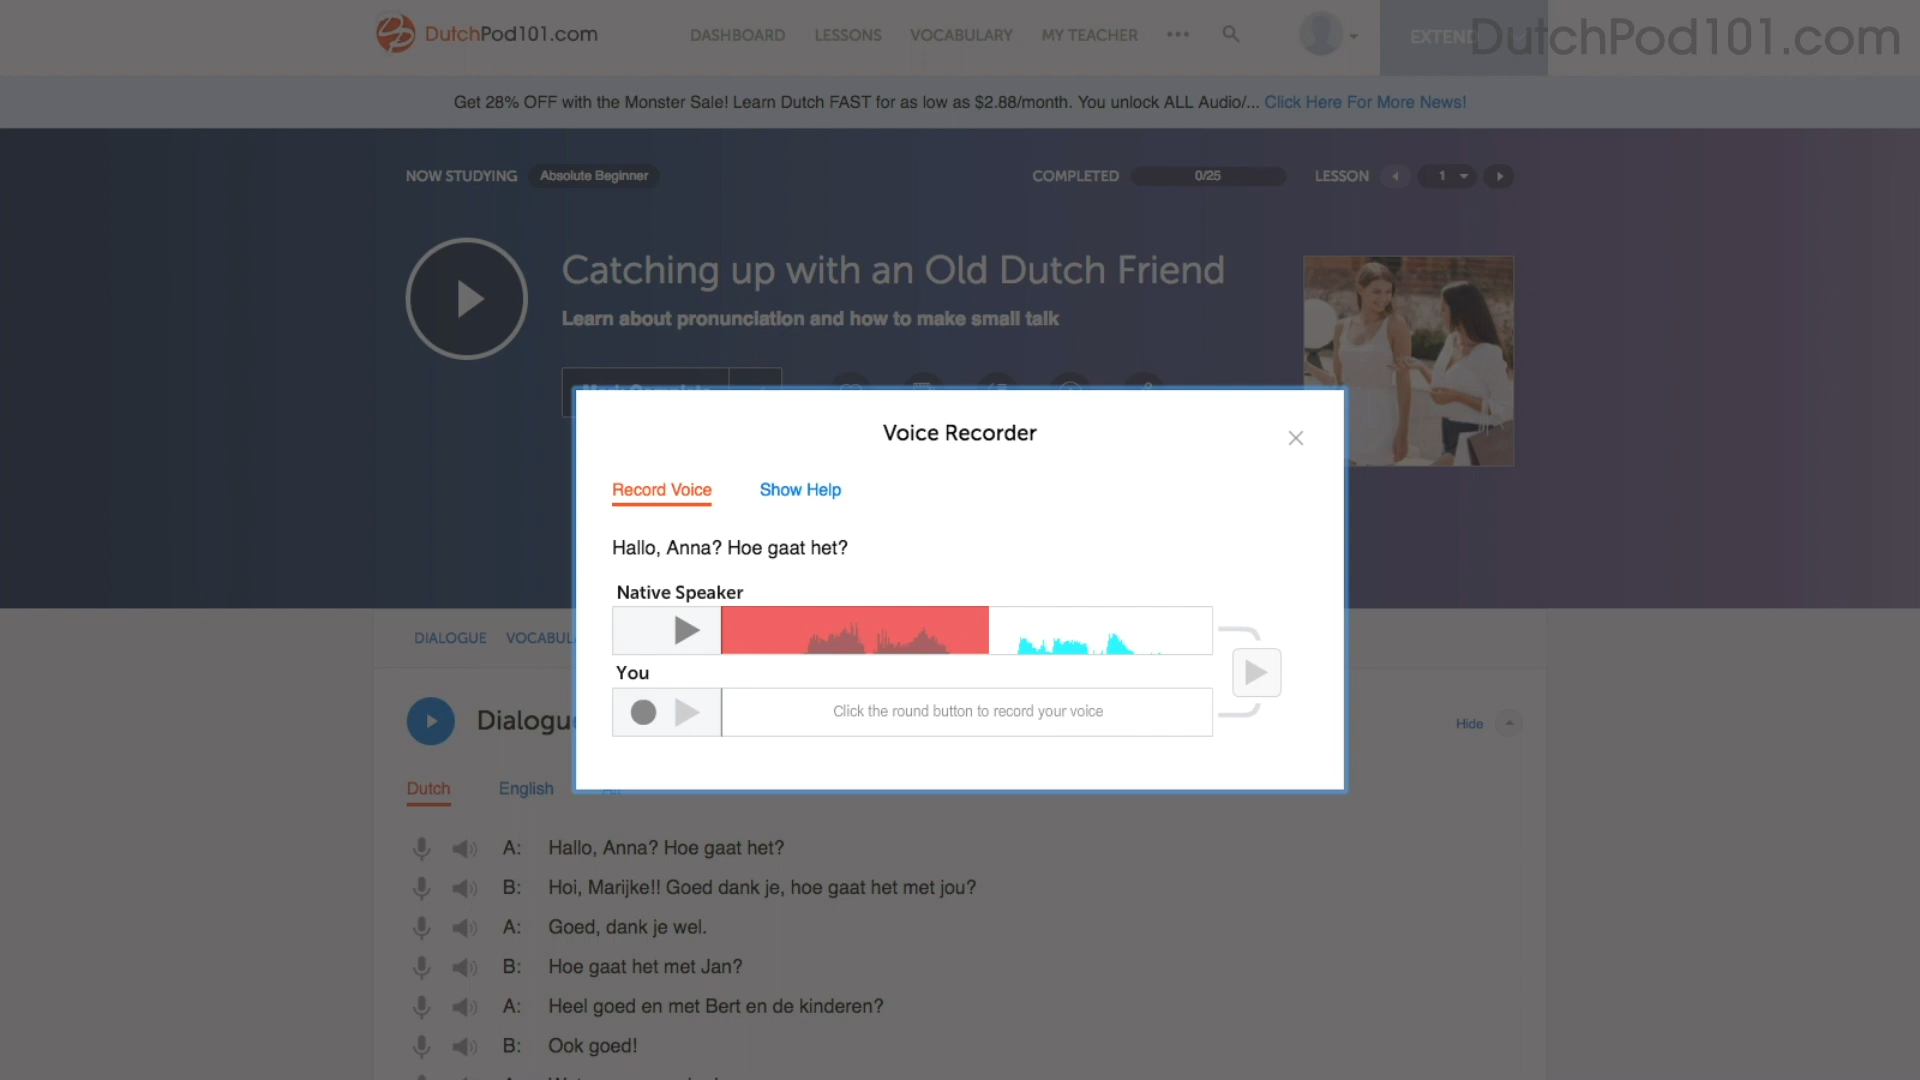 DutchPod101.com
DASHBOARD
LESSONS
VOCABULARY
MY TEACHER
EXTEND
DutchPod101.com
Get 28% OFF with the Monster Sale! Learn Dutch FAST for as low as $2.88/month. You unlock ALL Audio/... Click Here For More News!
NOW STUDYING
Absolute Beginner
COMPLETED
0/25
LESSON
1
Catching up with an Old Dutch Friend
Learn about pronunciation and how to make small talk
Voice Recorder
Record Voice
Show Help
Hallo, Anna? Hoe gaat het?
Native Speaker
You
Click the round button to record your voice
DIALOGUE
Hide
Dutch
English
A: Hallo, Anna? Hoe gaat het?
B: Hoi, Marijke!! Goed dank je, hoe gaat het met jou?
A: Goed, dank je wel.
B: Hoe gaat het met Jan?
A: Heel goed en met Bert en de kinderen?
B: Ook goed!